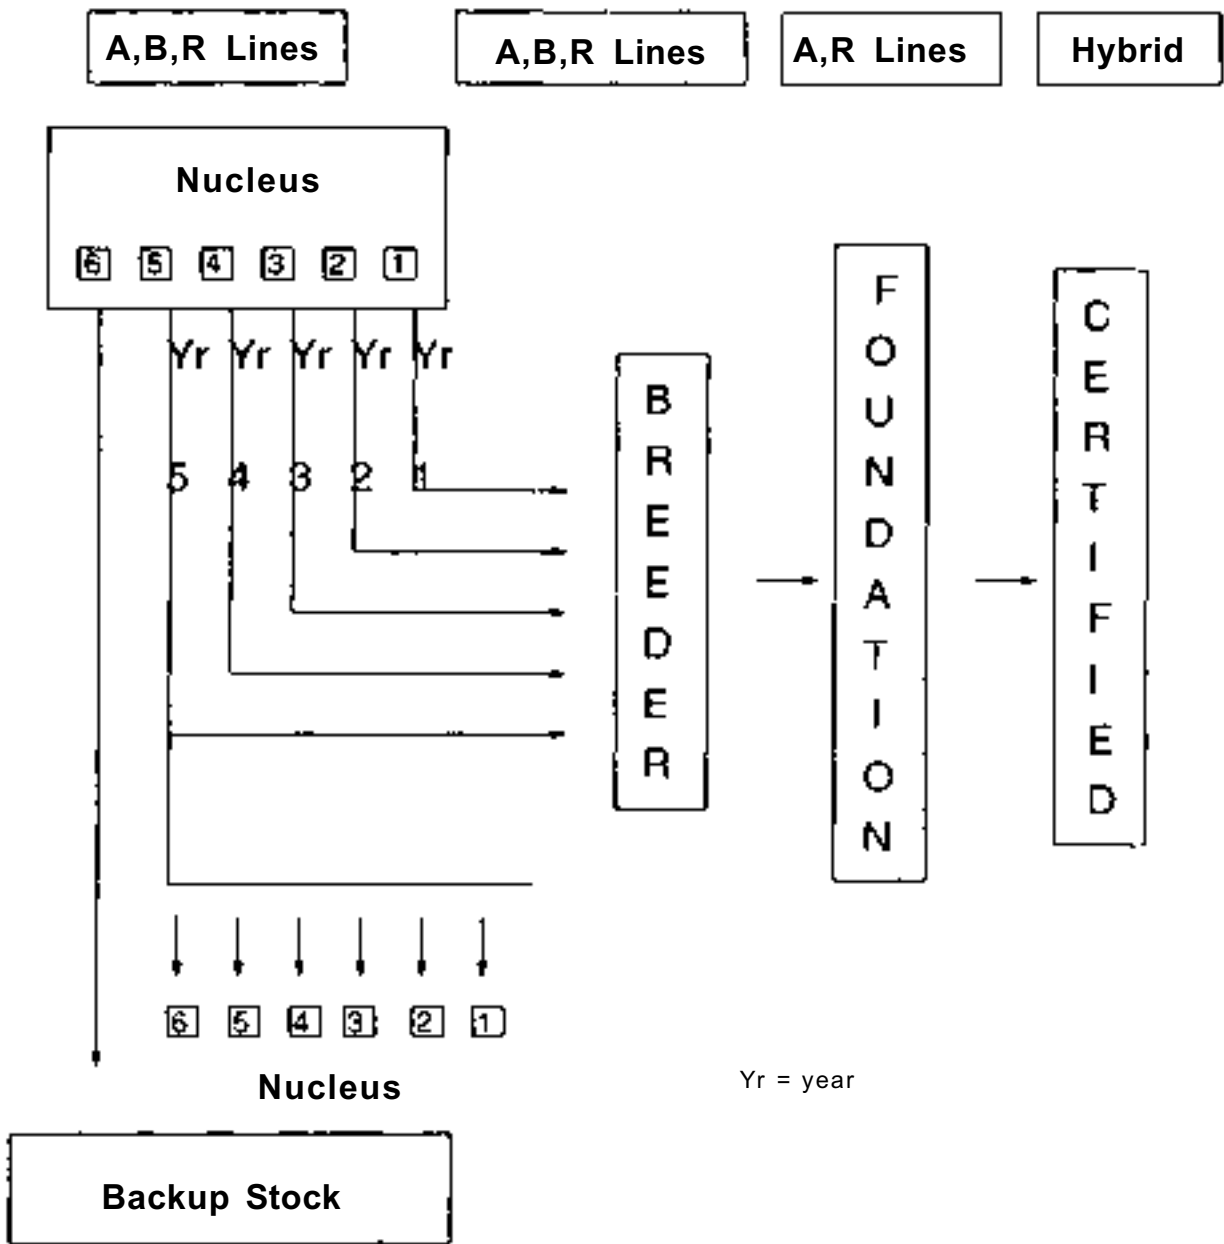 A,B,R Lines
A,B,R Lines
A,R Lines
Hybrid
Nucleus
6 5 4 3 2 1
Yr Yr Yr Yr Yr
5 4 3 2 1
BREEDER
FOUNDATION
CERTIFIED
6 5 4 3 2 1
Nucleus
Yr = year
Backup Stock